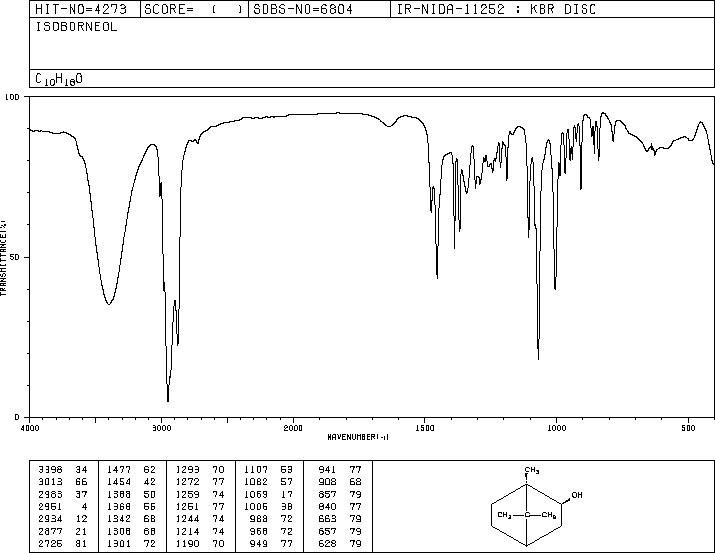 HIT-NO=4273 SCORE= ( ) SDBS-NO=6804 IR-NIDA-11252 : KBR DISC
ISOBORNEOL
C10H18O
100
50
0
TRANSMITTANCE(%)
4000 3000 2000 1500 1000 500
WAVENUMBER(-1)
3398 34 1477 62 1293 70 1107 53 941 77
3013 66 1454 42 1272 77 1082 57 908 68
2983 37 1388 50 1259 74 1069 17 857 79
2951 4 1368 55 1251 77 1005 38 840 77
2934 12 1342 68 1244 74 988 72 663 79
2877 21 1308 68 1214 74 968 72 657 79
2725 81 1301 72 1190 70 949 77 628 79
CH3
OH
CH3 C CH3